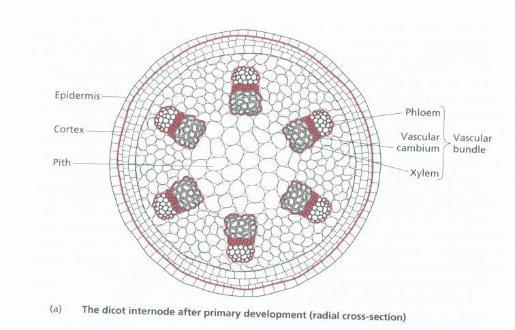 Epidermis
Cortex
Pith
Phloem
Vascular
cambium
Xylem
Vascular
bundle
(a) The dicot internode after primary development (radial cross-section)